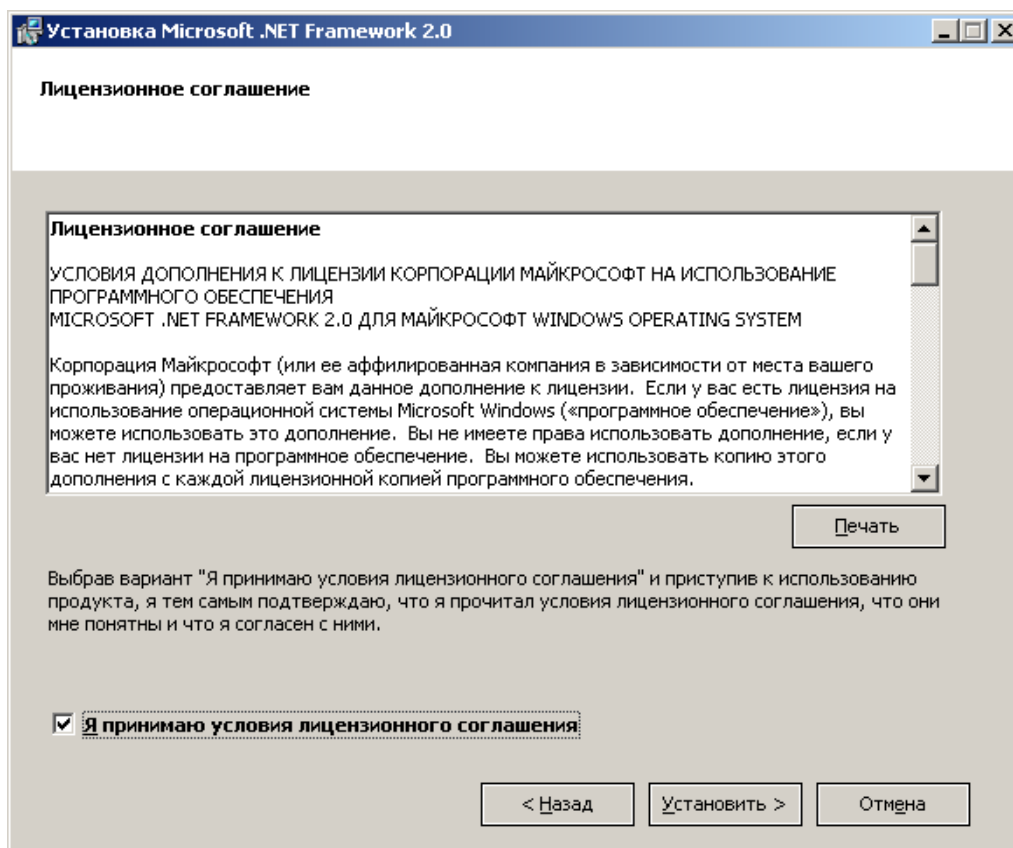 Установка Microsoft .NET Framework 2.0
Лицензионное соглашение
Лицензионное соглашение
УСЛОВИЯ ДОПОЛНЕНИЯ К ЛИЦЕНЗИИ КОРПОРАЦИИ МАЙКРОСОФТ НА ИСПОЛЬЗОВАНИЕ
ПРОГРАММНОГО ОБЕСПЕЧЕНИЯ
MICROSOFT .NET FRAMEWORK 2.0 ДЛЯ МАЙКРОСОФТ WINDOWS OPERATING SYSTEM
Корпорация Майкрософт (или ее аффилированная компания в зависимости от места вашего
проживания) предоставляет вам данное дополнение к лицензии.  Если у вас есть лицензия на
использование операционной системы Microsoft Windows («программное обеспечение»), вы
можете использовать это дополнение.  Вы не имеете права использовать дополнение, если у
вас нет лицензии на программное обеспечение.  Вы можете использовать копию этого
дополнения с каждой лицензионной копией программного обеспечения.
Печать
Выбрав вариант "Я принимаю условия лицензионного соглашения" и приступив к использованию
продукта, я тем самым подтверждаю, что я прочитал условия лицензионного соглашения, что они
мне понятны и что я согласен с ними.
Я принимаю условия лицензионного соглашения
< Назад
Установить >
Отмена